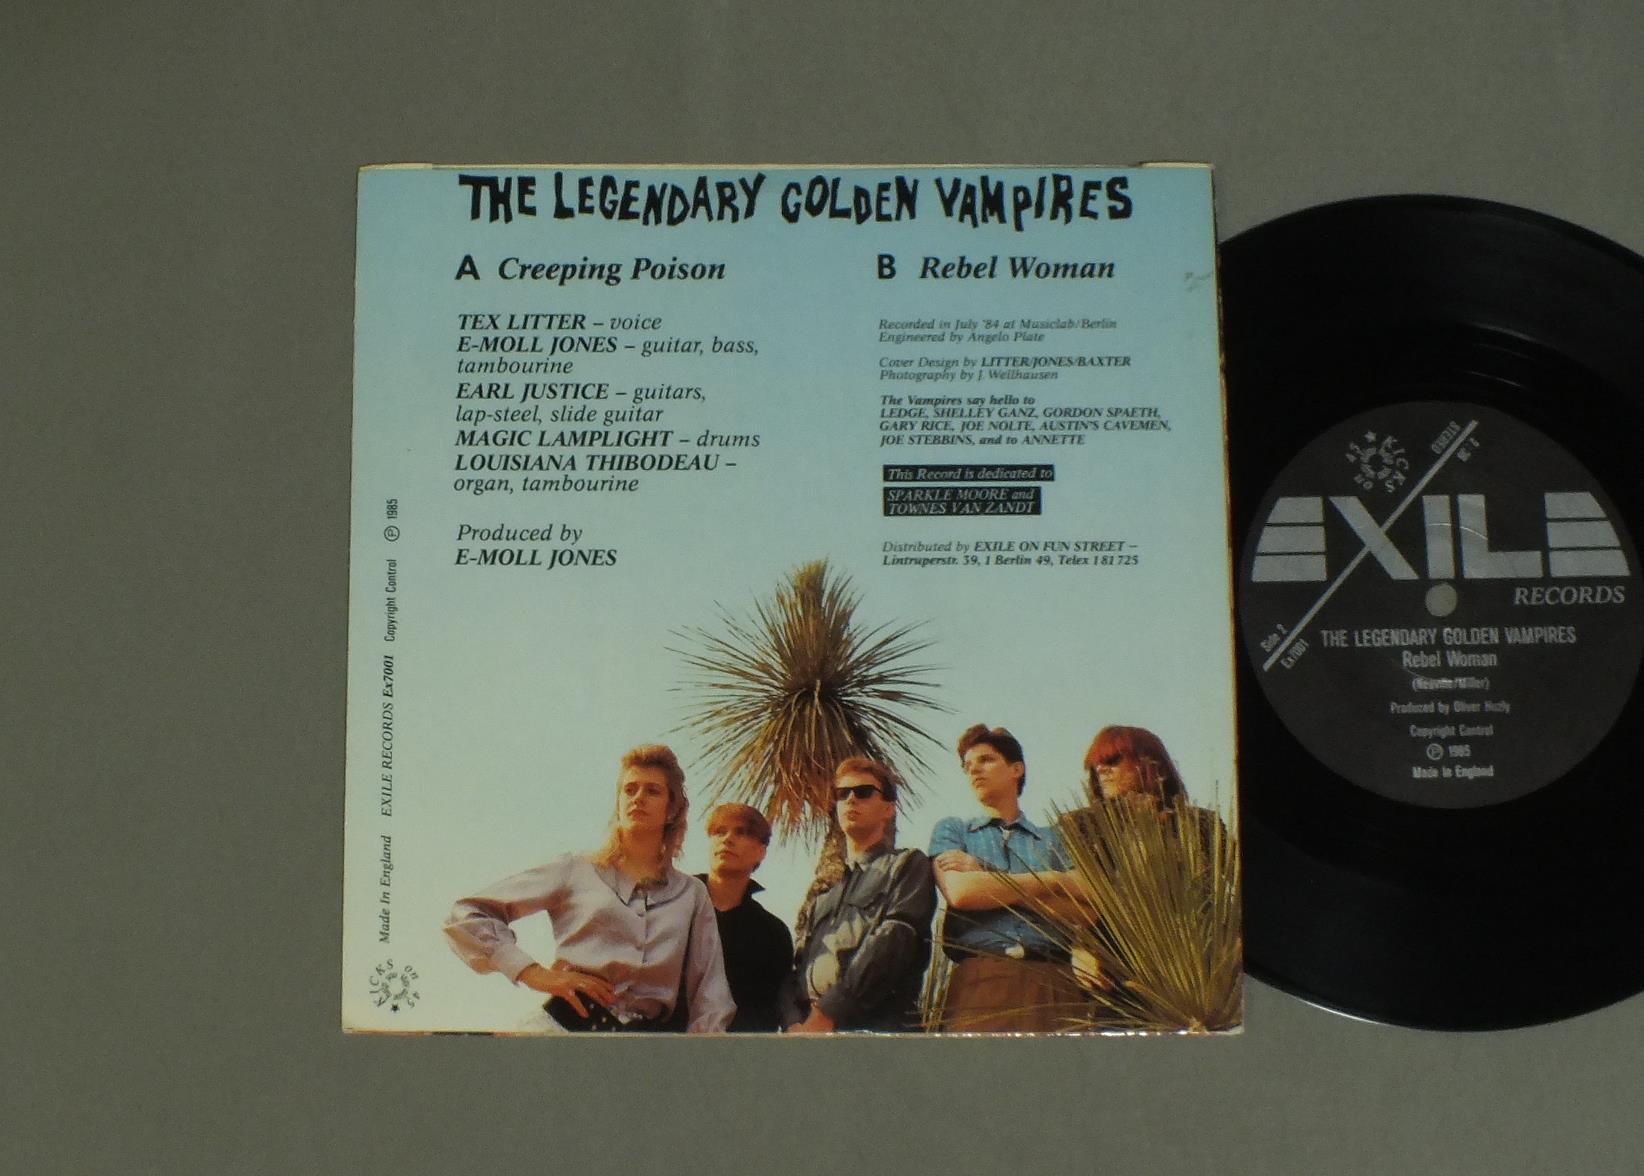 THE LEGENDARY GOLDEN VAMPIRES
A Creeping Poison
TEX LITTER – voice
E-MOLL JONES – guitar, bass,
tambourine
EARL JUSTICE – guitars,
lap-steel, slide guitar
MAGIC LAMPLIGHT – drums
LOUISIANA THIBODEAU –
organ, tambourine
Produced by
E-MOLL JONES
B Rebel Woman
Recorded in July '84 at Musiclab/Berlin
Engineered by Angelo Plate
Cover Design by LITTER/JONES/BAXTER
Photography by J. Wellhausen
The Vampires say hello to
LEDGE, SHELLEY GANZ, GORDON SPAETH,
GARY RICE, JOE NOLTE, AUSTIN'S CAVEMEN,
JOE STEBBINS, and to ANNETTE
This Record is dedicated to
SPARKLE MOORE and
TOWNES VAN ZANDT
Distributed by EXILE ON FUN STREET –
Lintruperstr. 39, 1 Berlin 49, Telex 181725
Made In England EXILE RECORDS Ex7001 Copyright Control ℗ 1985
KICKS on 45
KICKS on 45
STEREO
EXILE
RECORDS
Side 2
Ex7001
THE LEGENDARY GOLDEN VAMPIRES
Rebel Woman
Produced by Oliver
Copyright Control
℗ 1985
Made In England